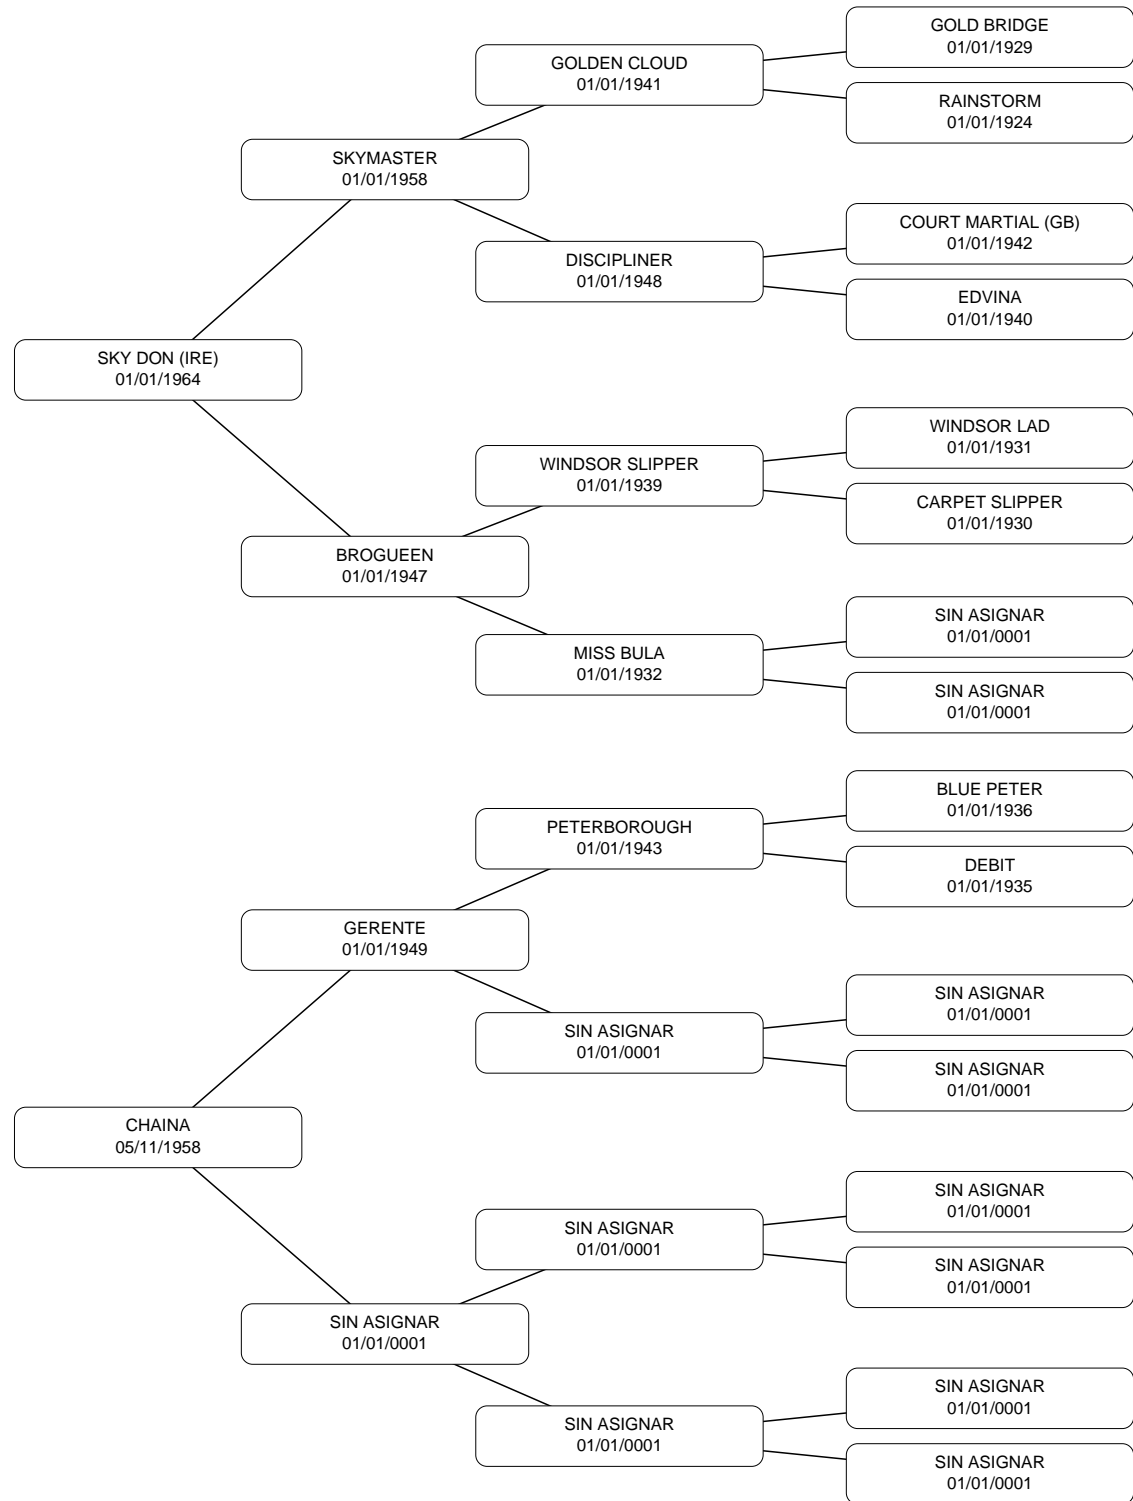 GOLD BRIDGE
01/01/1929
GOLDEN CLOUD
01/01/1941
RAINSTORM
01/01/1924
SKYMASTER
01/01/1958
COURT MARTIAL (GB)
01/01/1942
DISCIPLINER
01/01/1948
EDVINA
01/01/1940
SKY DON (IRE)
01/01/1964
WINDSOR LAD
01/01/1931
WINDSOR SLIPPER
01/01/1939
CARPET SLIPPER
01/01/1930
BROGUEEN
01/01/1947
SIN ASIGNAR
01/01/0001
MISS BULA
01/01/1932
SIN ASIGNAR
01/01/0001
BLUE PETER
01/01/1936
PETERBOROUGH
01/01/1943
DEBIT
01/01/1935
GERENTE
01/01/1949
SIN ASIGNAR
01/01/0001
SIN ASIGNAR
01/01/0001
SIN ASIGNAR
01/01/0001
CHAINA
05/11/1958
SIN ASIGNAR
01/01/0001
SIN ASIGNAR
01/01/0001
SIN ASIGNAR
01/01/0001
SIN ASIGNAR
01/01/0001
SIN ASIGNAR
01/01/0001
SIN ASIGNAR
01/01/0001
SIN ASIGNAR
01/01/0001